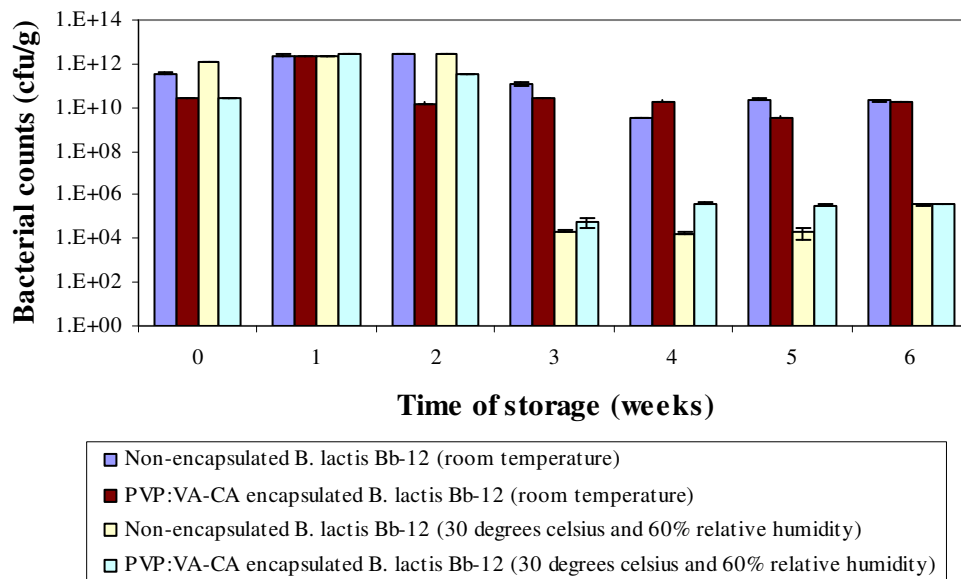 Bacterial counts (cfu/g)
1.E+14
1.E+12
1.E+10
1.E+08
1.E+06
1.E+04
1.E+02
1.E+00
0 1 2 3 4 5 6
Time of storage (weeks)
Non-encapsulated B. lactis Bb-12 (room temperature)
PVP:VA-CA encapsulated B. lactis Bb-12 (room temperature)
Non-encapsulated B. lactis Bb-12 (30 degrees celsius and 60% relative humidity)
PVP:VA-CA encapsulated B. lactis Bb-12 (30 degrees celsius and 60% relative humidity)